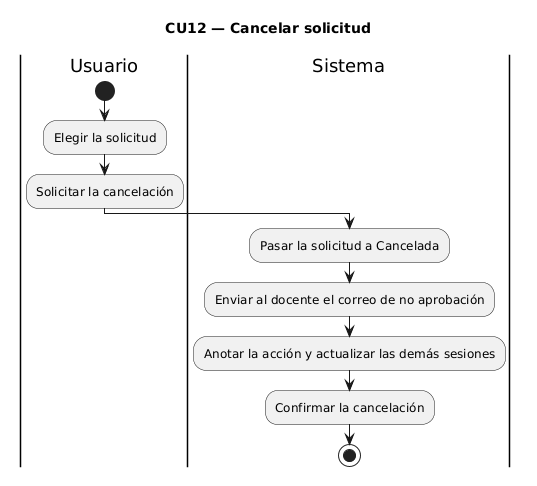 CU12 — Cancelar solicitud
Usuario
Sistema
Elegir la solicitud
Solicitar la cancelación
Pasar la solicitud a Cancelada
Enviar al docente el correo de no aprobación
Anotar la acción y actualizar las demás sesiones
Confirmar la cancelación